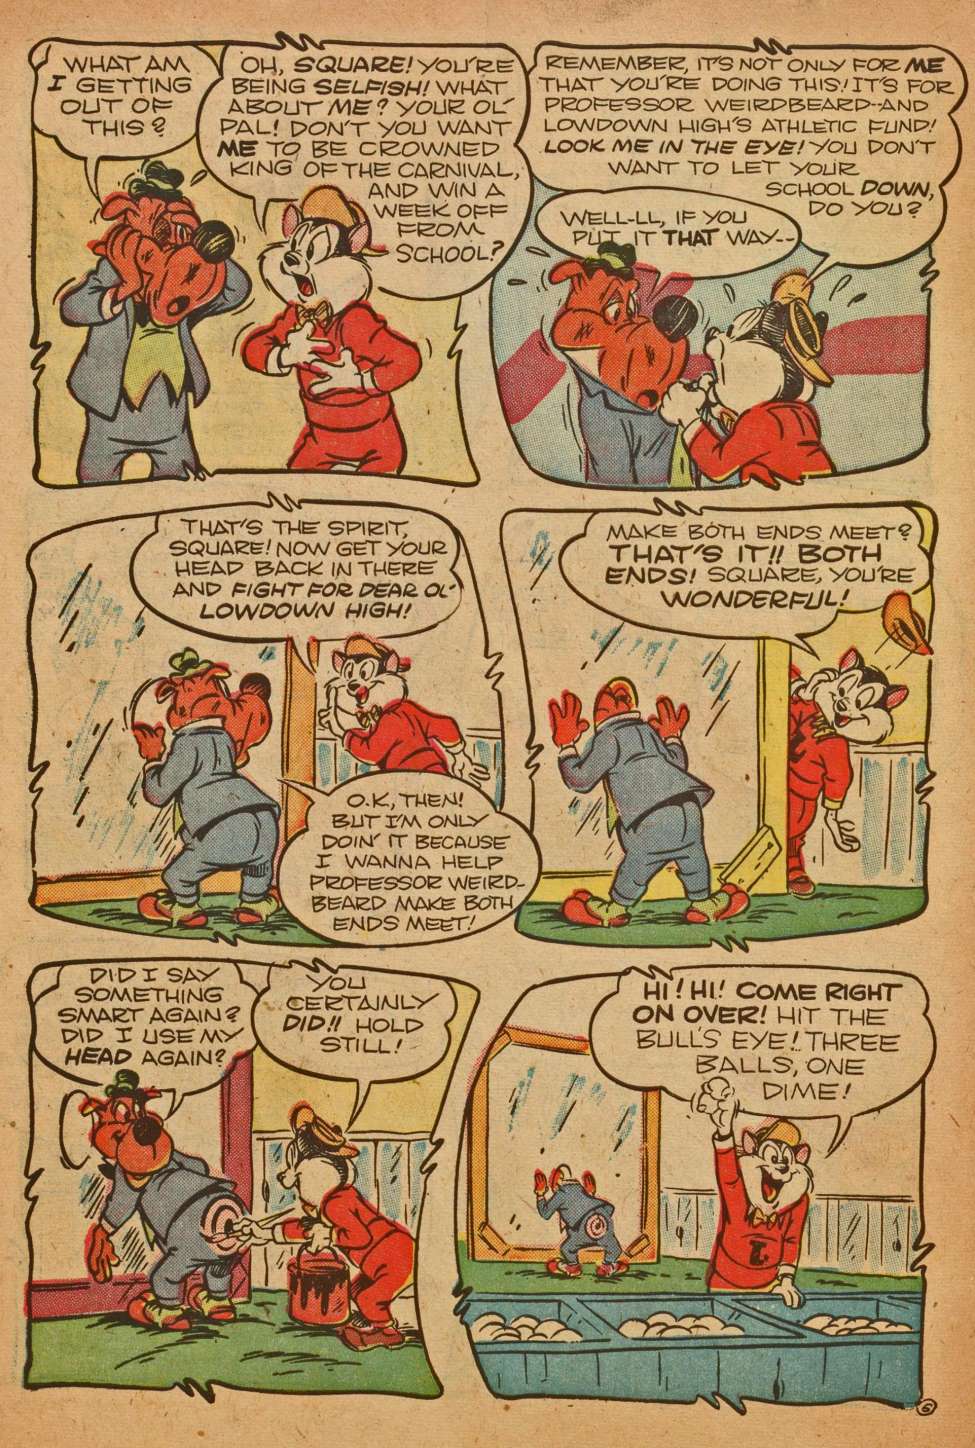 WHAT AM
I GETTING
OUT OF
THIS?
OH, SQUARE! YOU'RE
BEING SELFISH! WHAT
ABOUT ME? YOUR OL'
PAL! DON'T YOU WANT
ME TO BE CROWNED
KING OF THE CARNIVAL,
AND WIN A
WEEK OFF
FROM
SCHOOL?
REMEMBER, IT'S NOT ONLY FOR ME
THAT YOU'RE DOING THIS! IT'S FOR
PROFESSOR WEIRDBEARD--AND
LOWDOWN HIGH'S ATHLETIC FUND!
LOOK ME IN THE EYE! YOU DON'T
WANT TO LET YOUR
SCHOOL DOWN,
DO YOU?
WELL-LL, IF YOU
PUT IT THAT WAY--
THAT'S THE SPIRIT,
SQUARE! NOW GET YOUR
HEAD BACK IN THERE
AND FIGHT FOR DEAR OL'
LOWDOWN HIGH!
O.K., THEN!
BUT I'M ONLY
DOIN' IT BECAUSE
I WANNA HELP
PROFESSOR WEIRD-
BEARD MAKE BOTH
ENDS MEET!
MAKE BOTH ENDS MEET?
THAT'S IT!! BOTH
ENDS! SQUARE, YOU'RE
WONDERFUL!
DID I SAY
SOMETHING
SMART AGAIN?
DID I USE MY
HEAD AGAIN?
YOU
CERTAINLY
DID!! HOLD
STILL!
HI! HI! COME RIGHT
ON OVER! HIT THE
BULL'S EYE! THREE
BALLS, ONE
DIME!
L
6